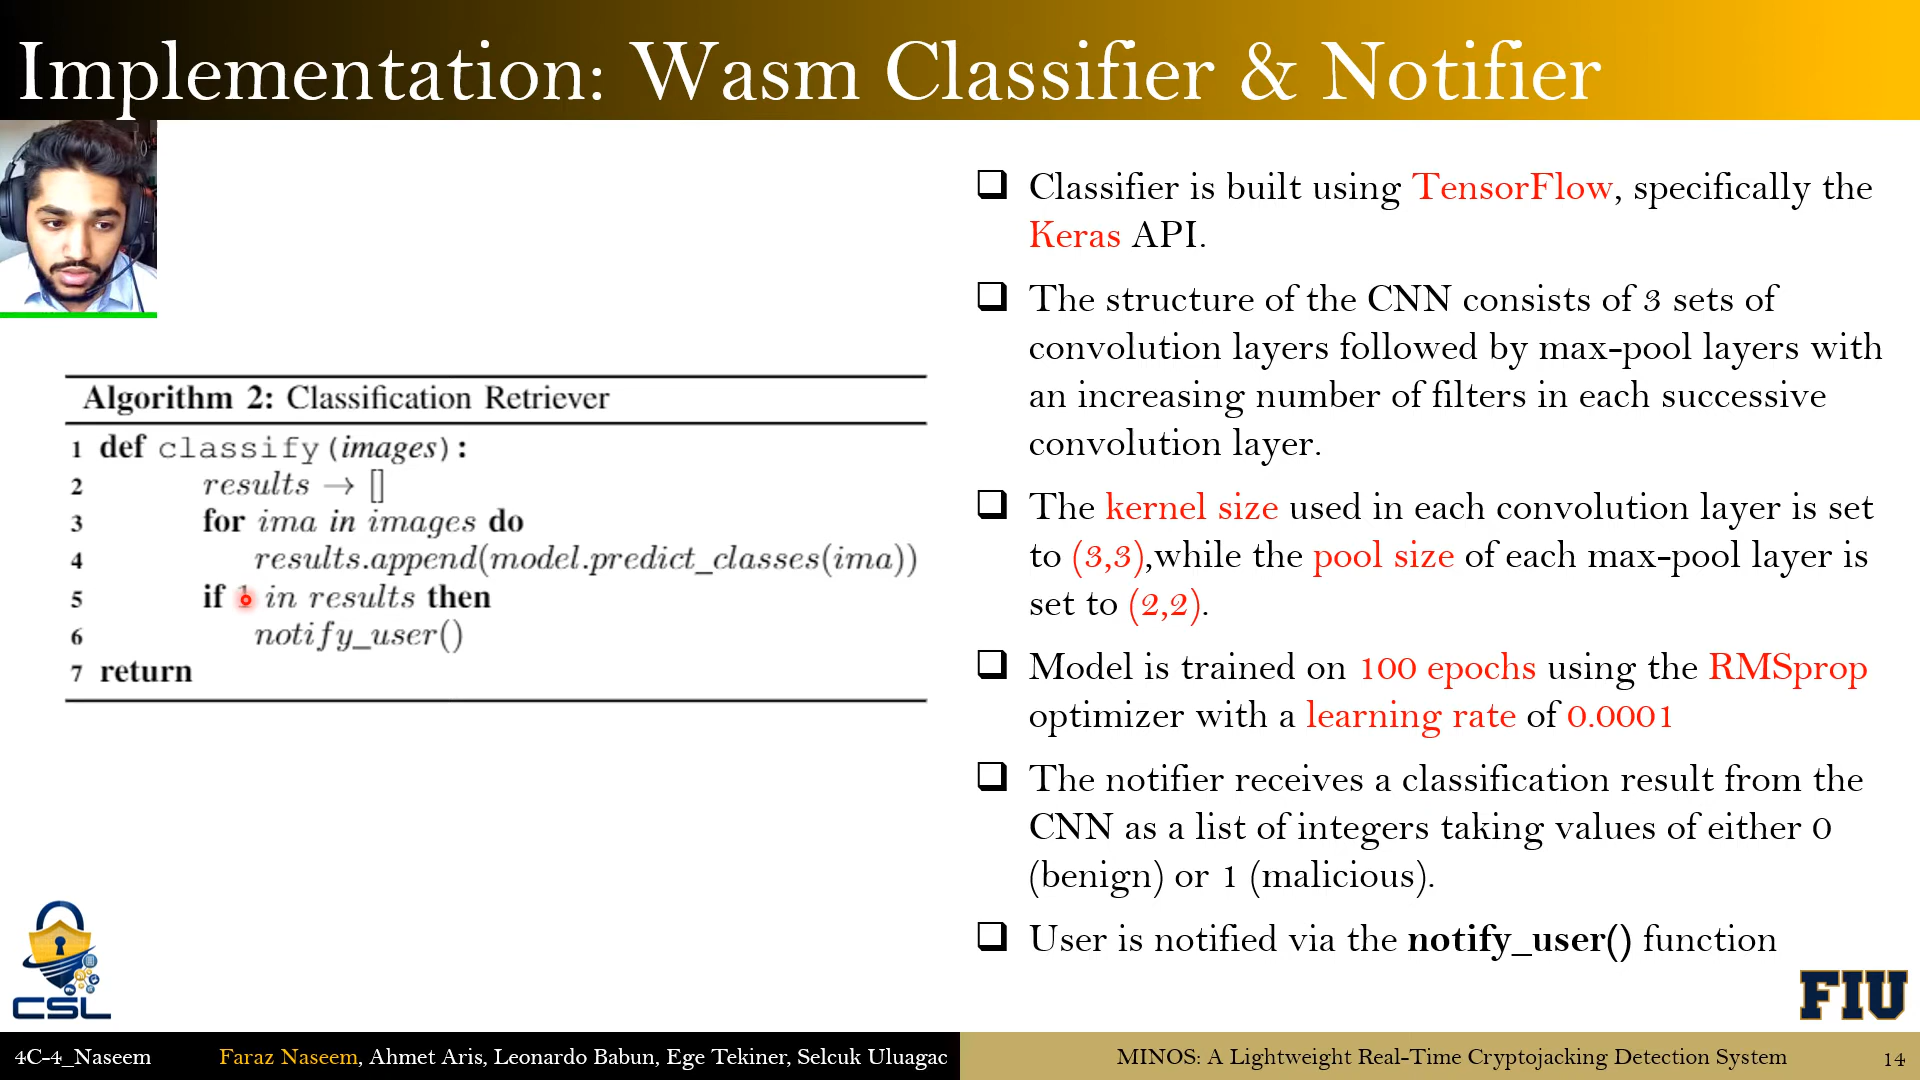 Implementation: Wasm Classifier & Notifier
Algorithm 2: Classification Retriever
1 def classify(images):
2 results → []
3 for ima in images do
4 results.append(model.predict_classes(ima))
5 if 1 in results then
6 notify_user()
7 return
❑ Classifier is built using TensorFlow, specifically the
Keras API.
❑ The structure of the CNN consists of 3 sets of
convolution layers followed by max-pool layers with
an increasing number of filters in each successive
convolution layer.
❑ The kernel size used in each convolution layer is set
to (3,3),while the pool size of each max-pool layer is
set to (2,2).
❑ Model is trained on 100 epochs using the RMSprop
optimizer with a learning rate of 0.0001
❑ The notifier receives a classification result from the
CNN as a list of integers taking values of either 0
(benign) or 1 (malicious).
❑ User is notified via the notify_user() function
CSL
FIU
4C-4_Naseem
Faraz Naseem, Ahmet Aris, Leonardo Babun, Ege Tekiner, Selcuk Uluagac
MINOS: A Lightweight Real-Time Cryptojacking Detection System
14